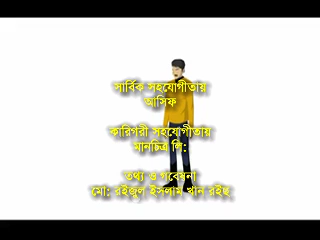 সার্বিক সহযোগীতায়
আসিফ
কারিগরী সহযোগীতায়
মানচিত্র লি:
তথ্য ও গবেষনা
মো: রইজুল ইসলাম খান রইছ